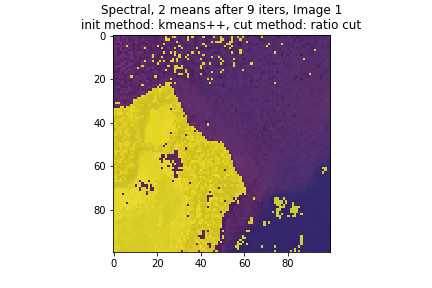 Spectral, 2 means after 9 iters, Image 1
init method: kmeans++, cut method: ratio cut
0
20
40
60
80
0 20 40 60 80